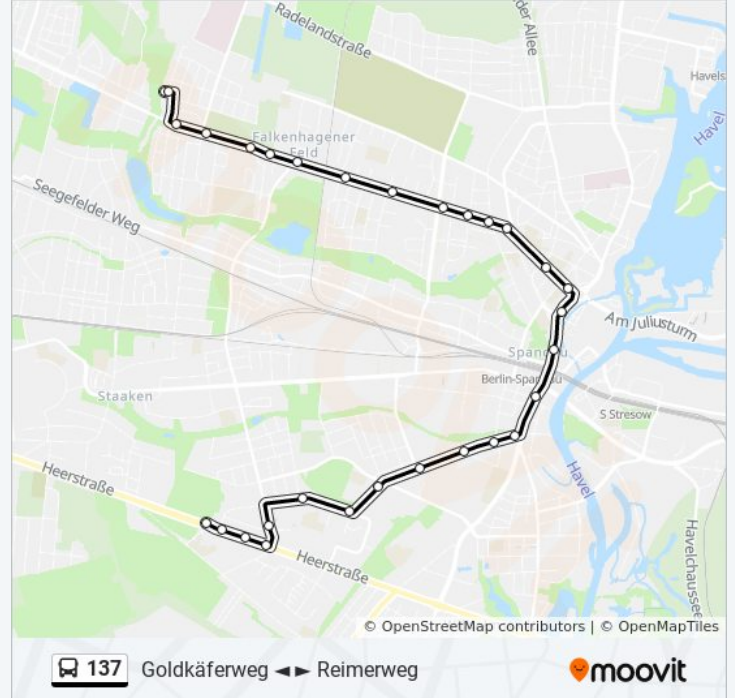 Radelandstraße
der Allee
Havels
Havel
Falkenhagener
Feld
Seegefelder Weg
Am Juliusturm
Spandau
Berlin-Spandau
Staaken
S Stresow
Heerstraße
Havel
Havelchaussee
Heerstraße
© OpenStreetMap contributors | © OpenMapTiles
137 Goldkäferweg ◄► Reimerweg
moovit